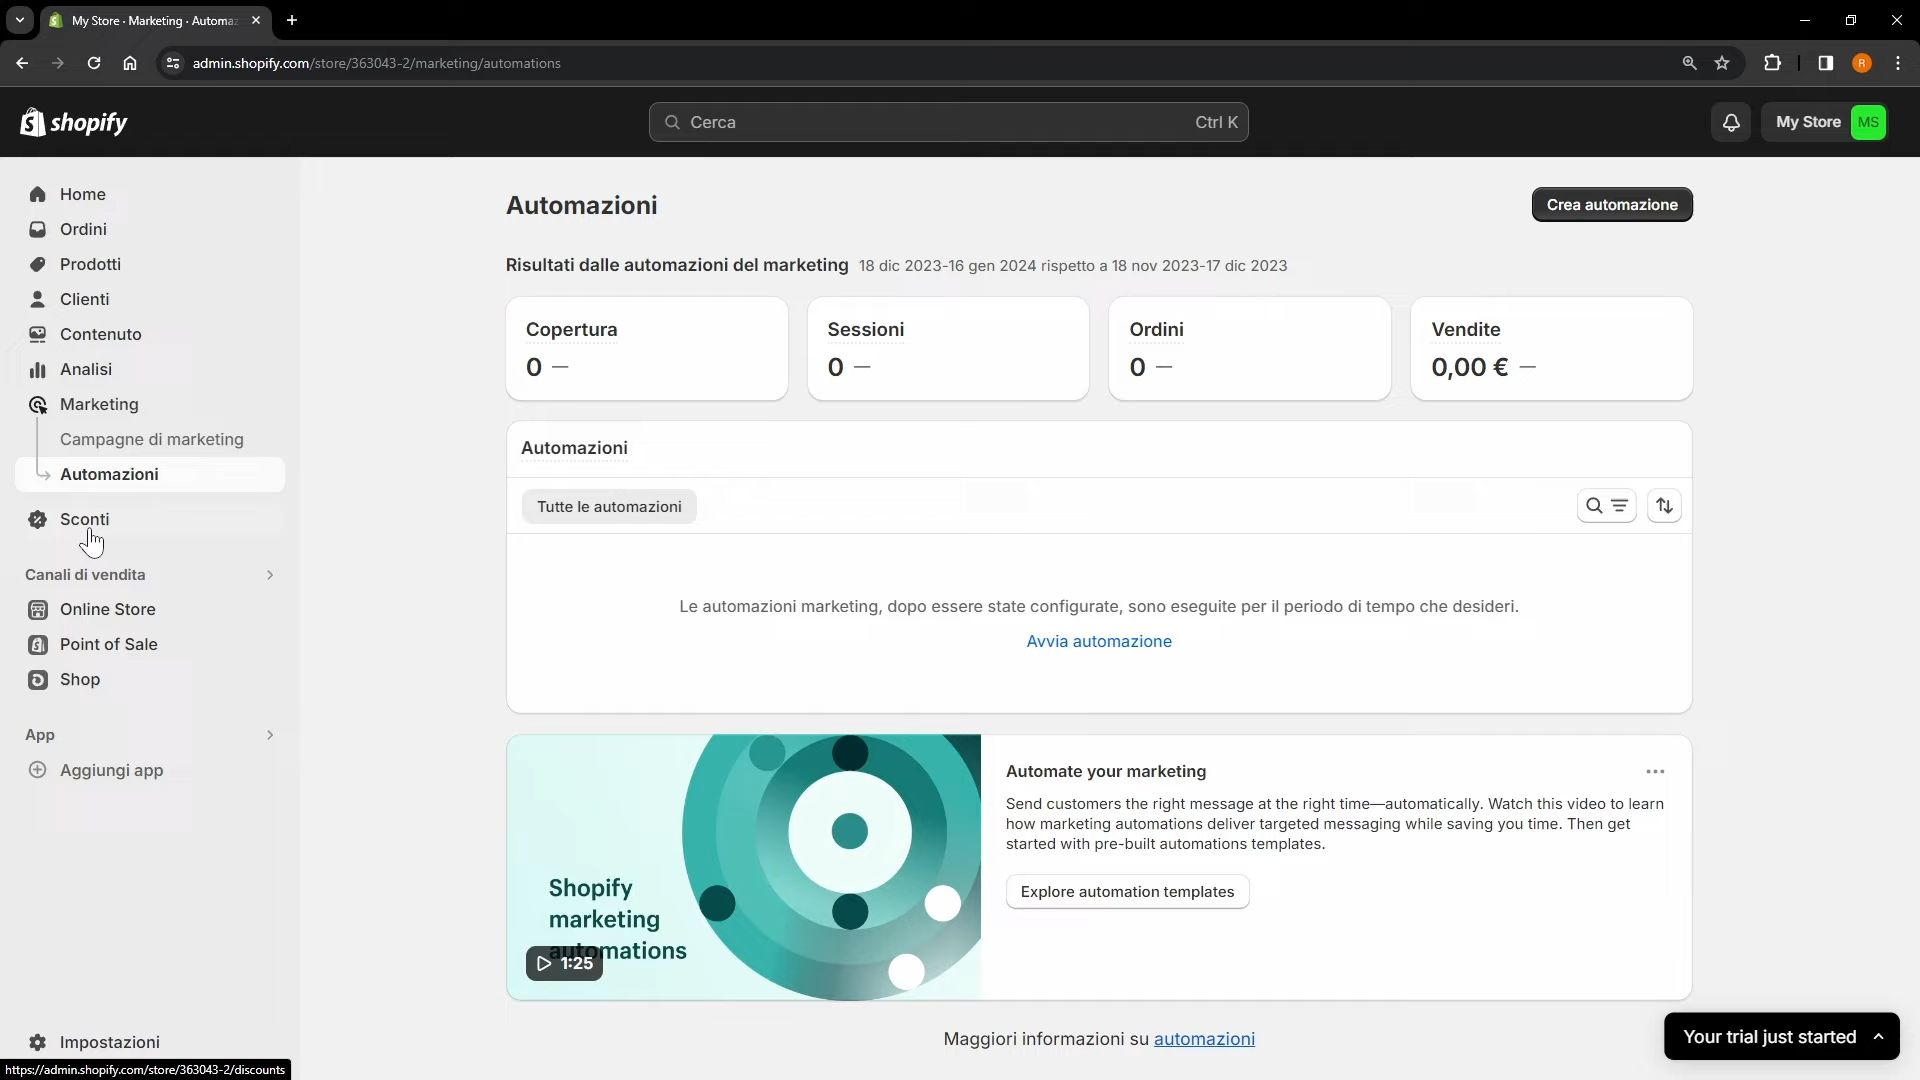 My Store · Marketing · Automa
admin.shopify.com/store/363043-2/marketing/automations
R
shopify
Cerca
Ctrl K
My Store
MS
Home
Ordini
Prodotti
Clienti
Contenuto
Analisi
Marketing
Campagne di marketing
Automazioni
Sconti
Canali di vendita
Online Store
Point of Sale
Shop
App
Aggiungi app
Impostazioni
https://admin.shopify.com/store/363043-2/discounts
Automazioni
Crea automazione
Risultati dalle automazioni del marketing 18 dic 2023-16 gen 2024 rispetto a 18 nov 2023-17 dic 2023
Copertura
0 —
Sessioni
0 —
Ordini
0 —
Vendite
0,00 € —
Automazioni
Tutte le automazioni
Le automazioni marketing, dopo essere state configurate, sono eseguite per il periodo di tempo che desideri.
Avvia automazione
Shopify
marketing
automations
1:25
Automate your marketing
Send customers the right message at the right time—automatically. Watch this video to learn
how marketing automations deliver targeted messaging while saving you time. Then get
started with pre-built automations templates.
Explore automation templates
Maggiori informazioni su automazioni
Your trial just started